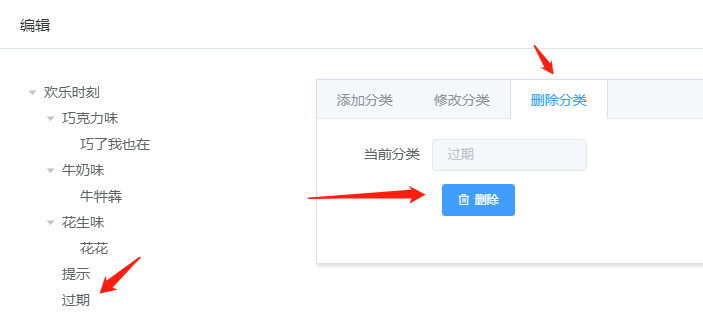 编辑
欢乐时刻
巧克力味
巧了我也在
牛奶味
牛牪犇
花生味
花花
提示
过期
添加分类 修改分类 删除分类
当前分类 过期
删除